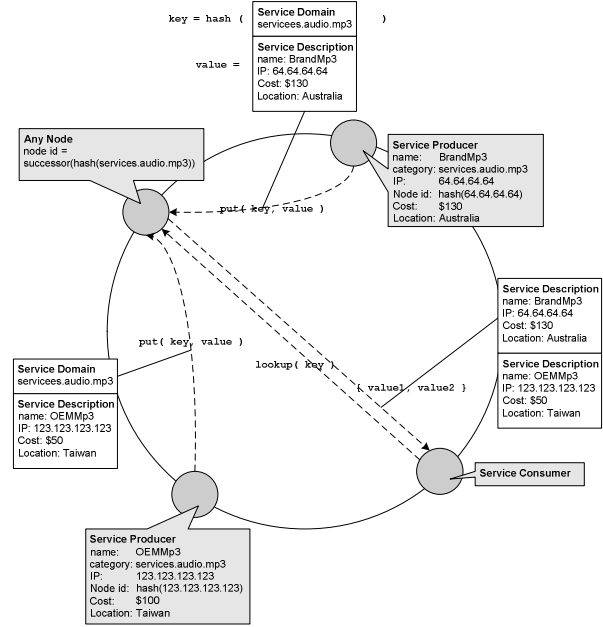 key = hash ( Service Domain )
servicees.audio.mp3
value = Service Description
name: BrandMp3
IP: 64.64.64.64
Cost: $130
Location: Australia
Any Node
node id =
successor(hash(services.audio.mp3))
Service Producer
name: BrandMp3
category: services.audio.mp3
IP: 64.64.64.64
Node id: hash(64.64.64.64)
Cost: $130
Location: Australia
put( key, value )
Service Description
name: BrandMp3
IP: 64.64.64.64
Cost: $130
Location: Australia
Service Description
name: OEMMp3
IP: 123.123.123.123
Cost: $50
Location: Taiwan
put( key, value )
lookup( key )
{ value1, value2 }
Service Domain
servicees.audio.mp3
Service Description
name: OEMMp3
IP: 123.123.123.123
Cost: $50
Location: Taiwan
Service Consumer
Service Producer
name: OEMMp3
category: services.audio.mp3
IP: 123.123.123.123
Node id: hash(123.123.123.123)
Cost: $100
Location: Taiwan